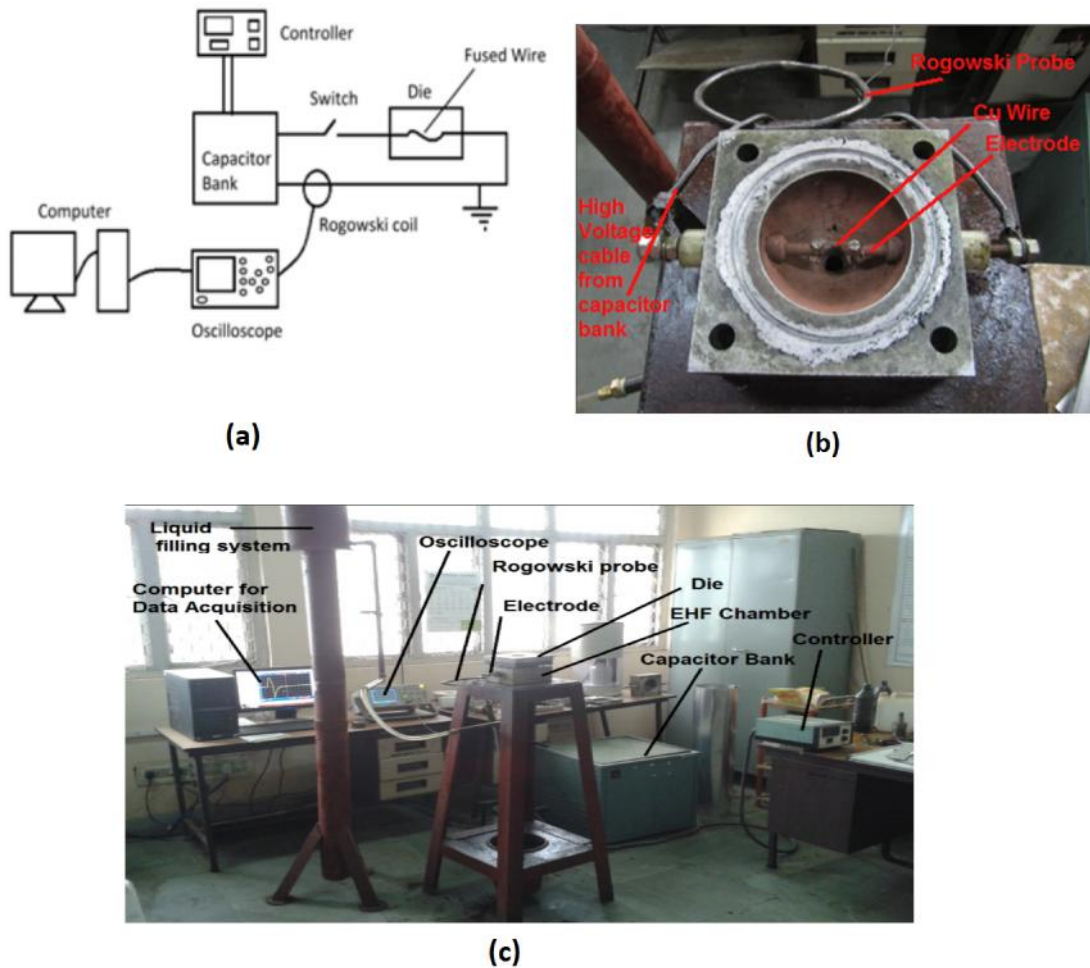 Controller
Fused Wire
Switch
Die
Capacitor
Bank
Computer
Rogowski coil
Oscilloscope
(a)
Rogowski Probe
Cu Wire
Electrode
High
Voltage
cable
from
capacitor
bank
(b)
Liquid
filling system
Oscilloscope
Rogowski probe
Computer for
Data Acquisition
Electrode
Die
EHF Chamber
Controller
Capacitor Bank
(c)